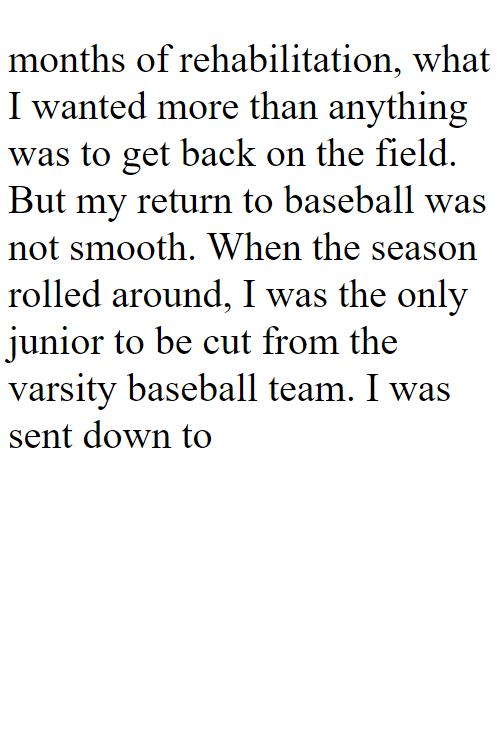 months of rehabilitation, what
I wanted more than anything
was to get back on the field.
But my return to baseball was
not smooth. When the season
rolled around, I was the only
junior to be cut from the
varsity baseball team. I was
sent down to